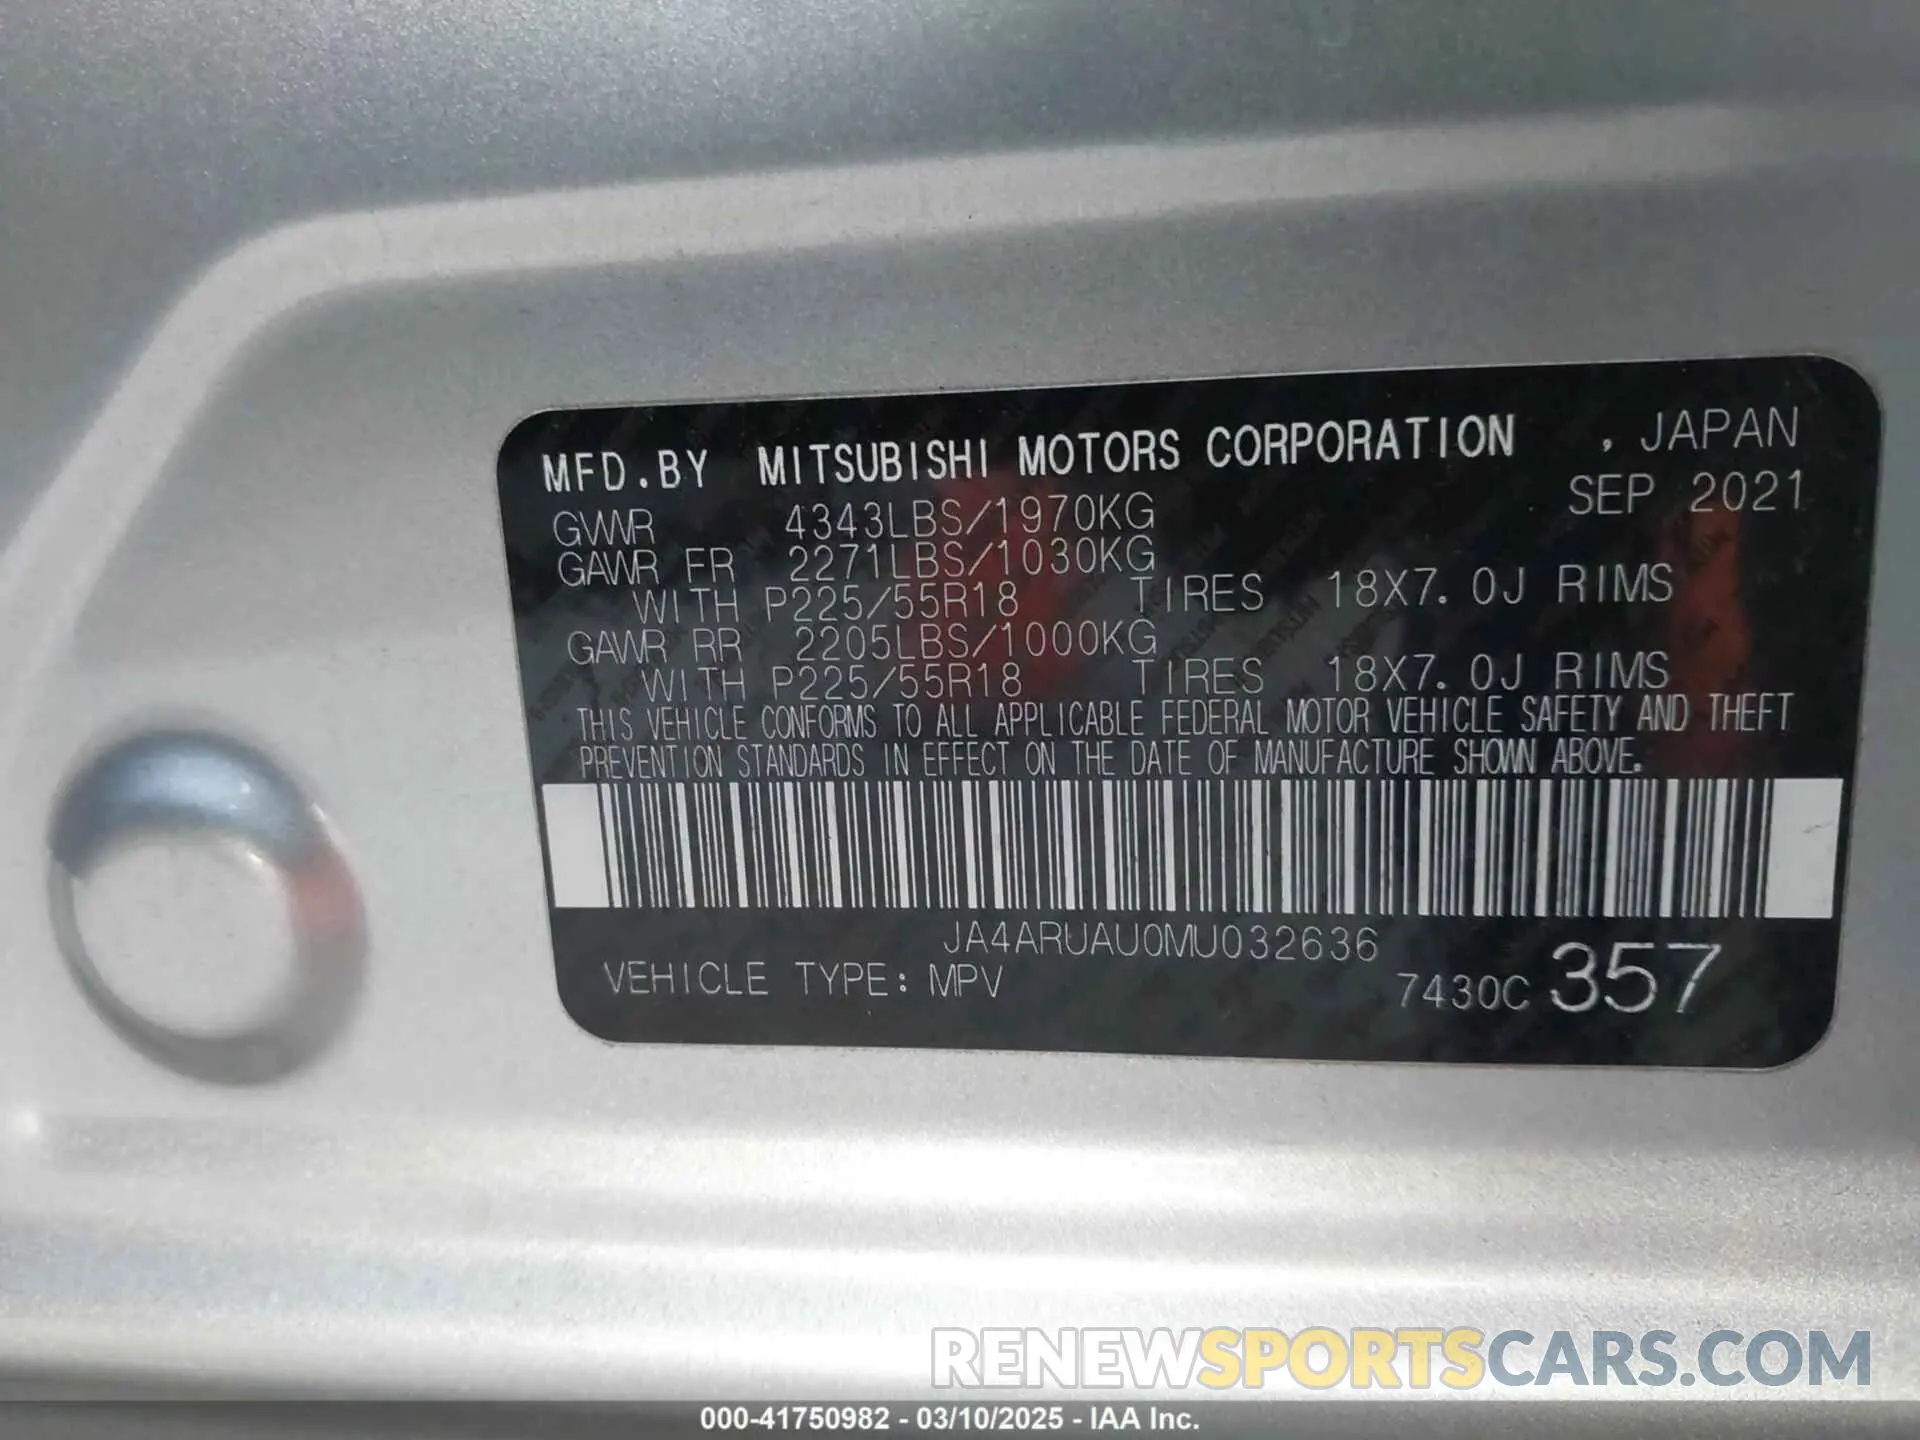 MFD.BY MITSUBISHI MOTORS CORPORATION , JAPAN
SEP 2021
GVWR 4343LBS/1970KG
GAWR FR 2271LBS/1030KG
WITH P225/55R18 TIRES 18X7.0J RIMS
GAWR RR 2205LBS/1000KG
WITH P225/55R18 TIRES 18X7.0J RIMS
THIS VEHICLE CONFORMS TO ALL APPLICABLE FEDERAL MOTOR VEHICLE SAFETY AND THEFT
PREVENTION STANDARDS IN EFFECT ON THE DATE OF MANUFACTURE SHOWN ABOVE.
JA4ARUAU0MU032636
VEHICLE TYPE: MPV 7430C 357
RENEWSPORTSCARS.COM
000-41750982 - 03/10/2025 - IAA Inc.